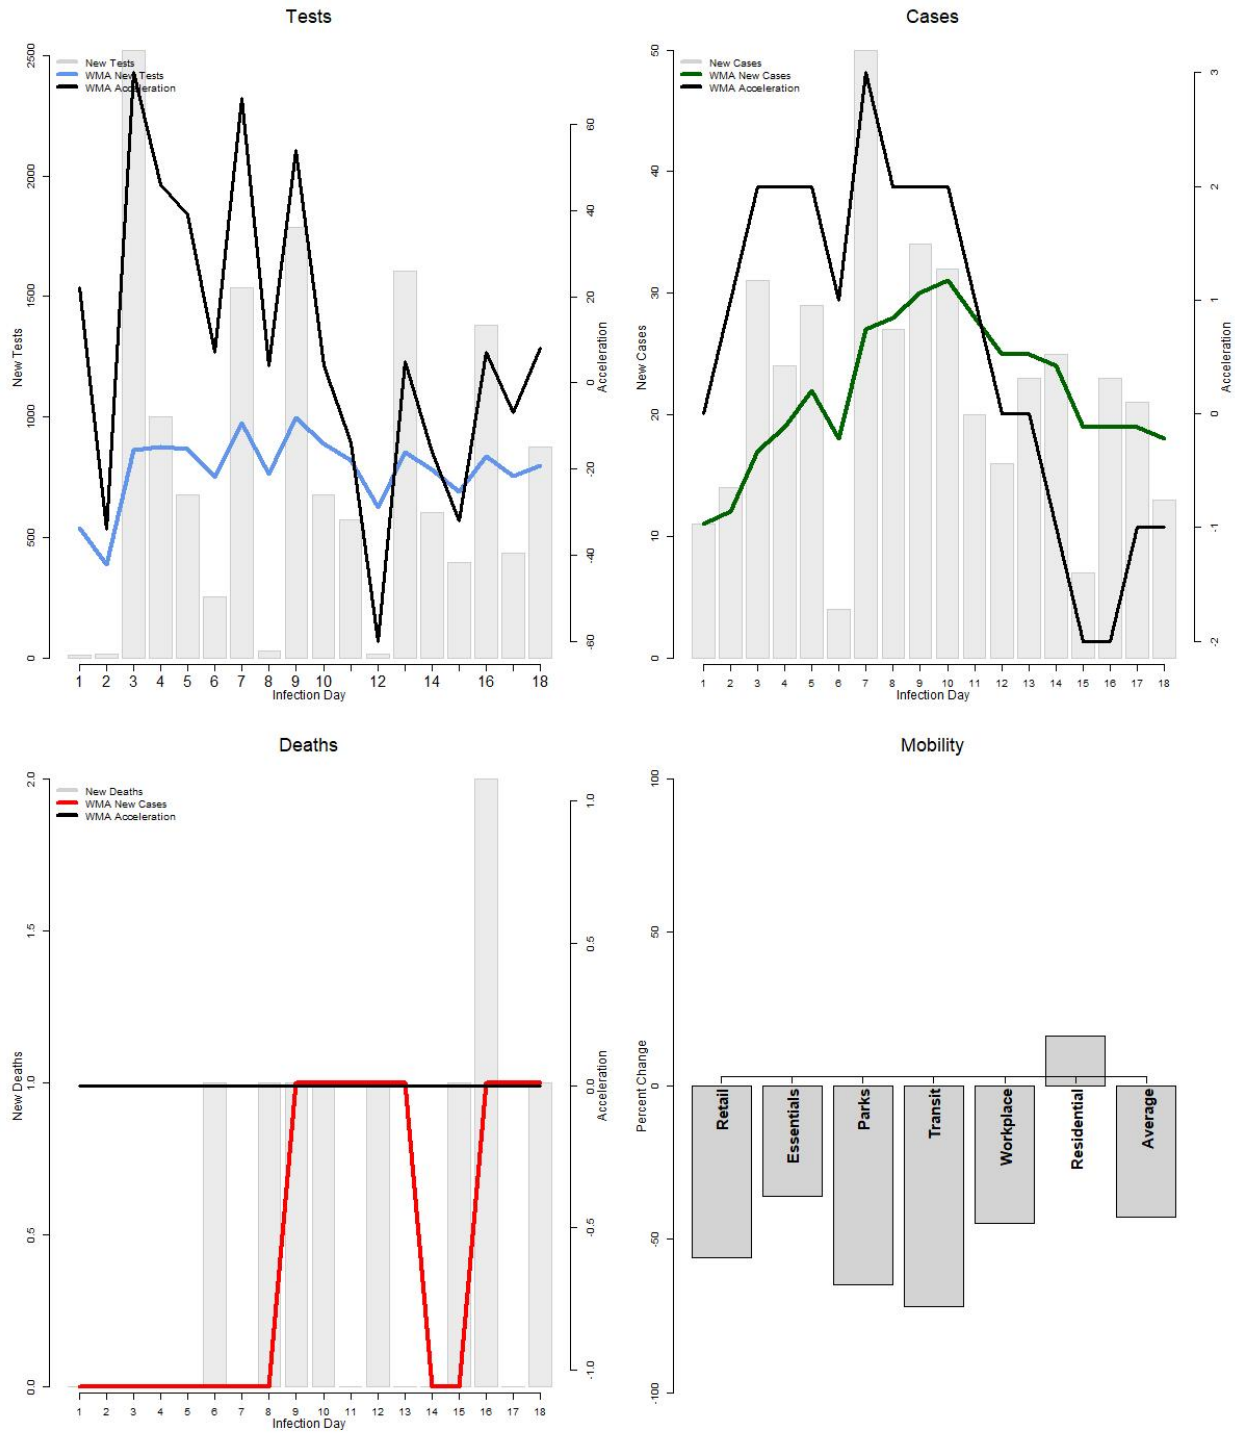 Tests
New Tests
WMA New Tests
WMA Acceleration
2500
2000
1500
1000
500
0
New Tests
60
40
20
0
-20
-40
-60
Acceleration
1 2 3 4 5 6 7 8 9 10 12 14 16 18
Infection Day
Cases
New Cases
WMA New Cases
WMA Acceleration
50
40
30
20
10
0
New Cases
3
2
1
0
-1
-2
Acceleration
1 2 3 4 5 6 7 8 9 10 11 12 13 14 15 16 17 18
Infection Day
Deaths
New Deaths
WMA New Cases
WMA Acceleration
2.0
1.5
1.0
0.5
0.0
New Deaths
1.0
0.5
0.0
-0.5
-1.0
Acceleration
1 2 3 4 5 6 7 8 9 10 11 12 13 14 15 16 17 18
Infection Day
Mobility
100
50
0
-50
-100
Percent Change
Retail
Essentials
Parks
Transit
Workplace
Residential
Average